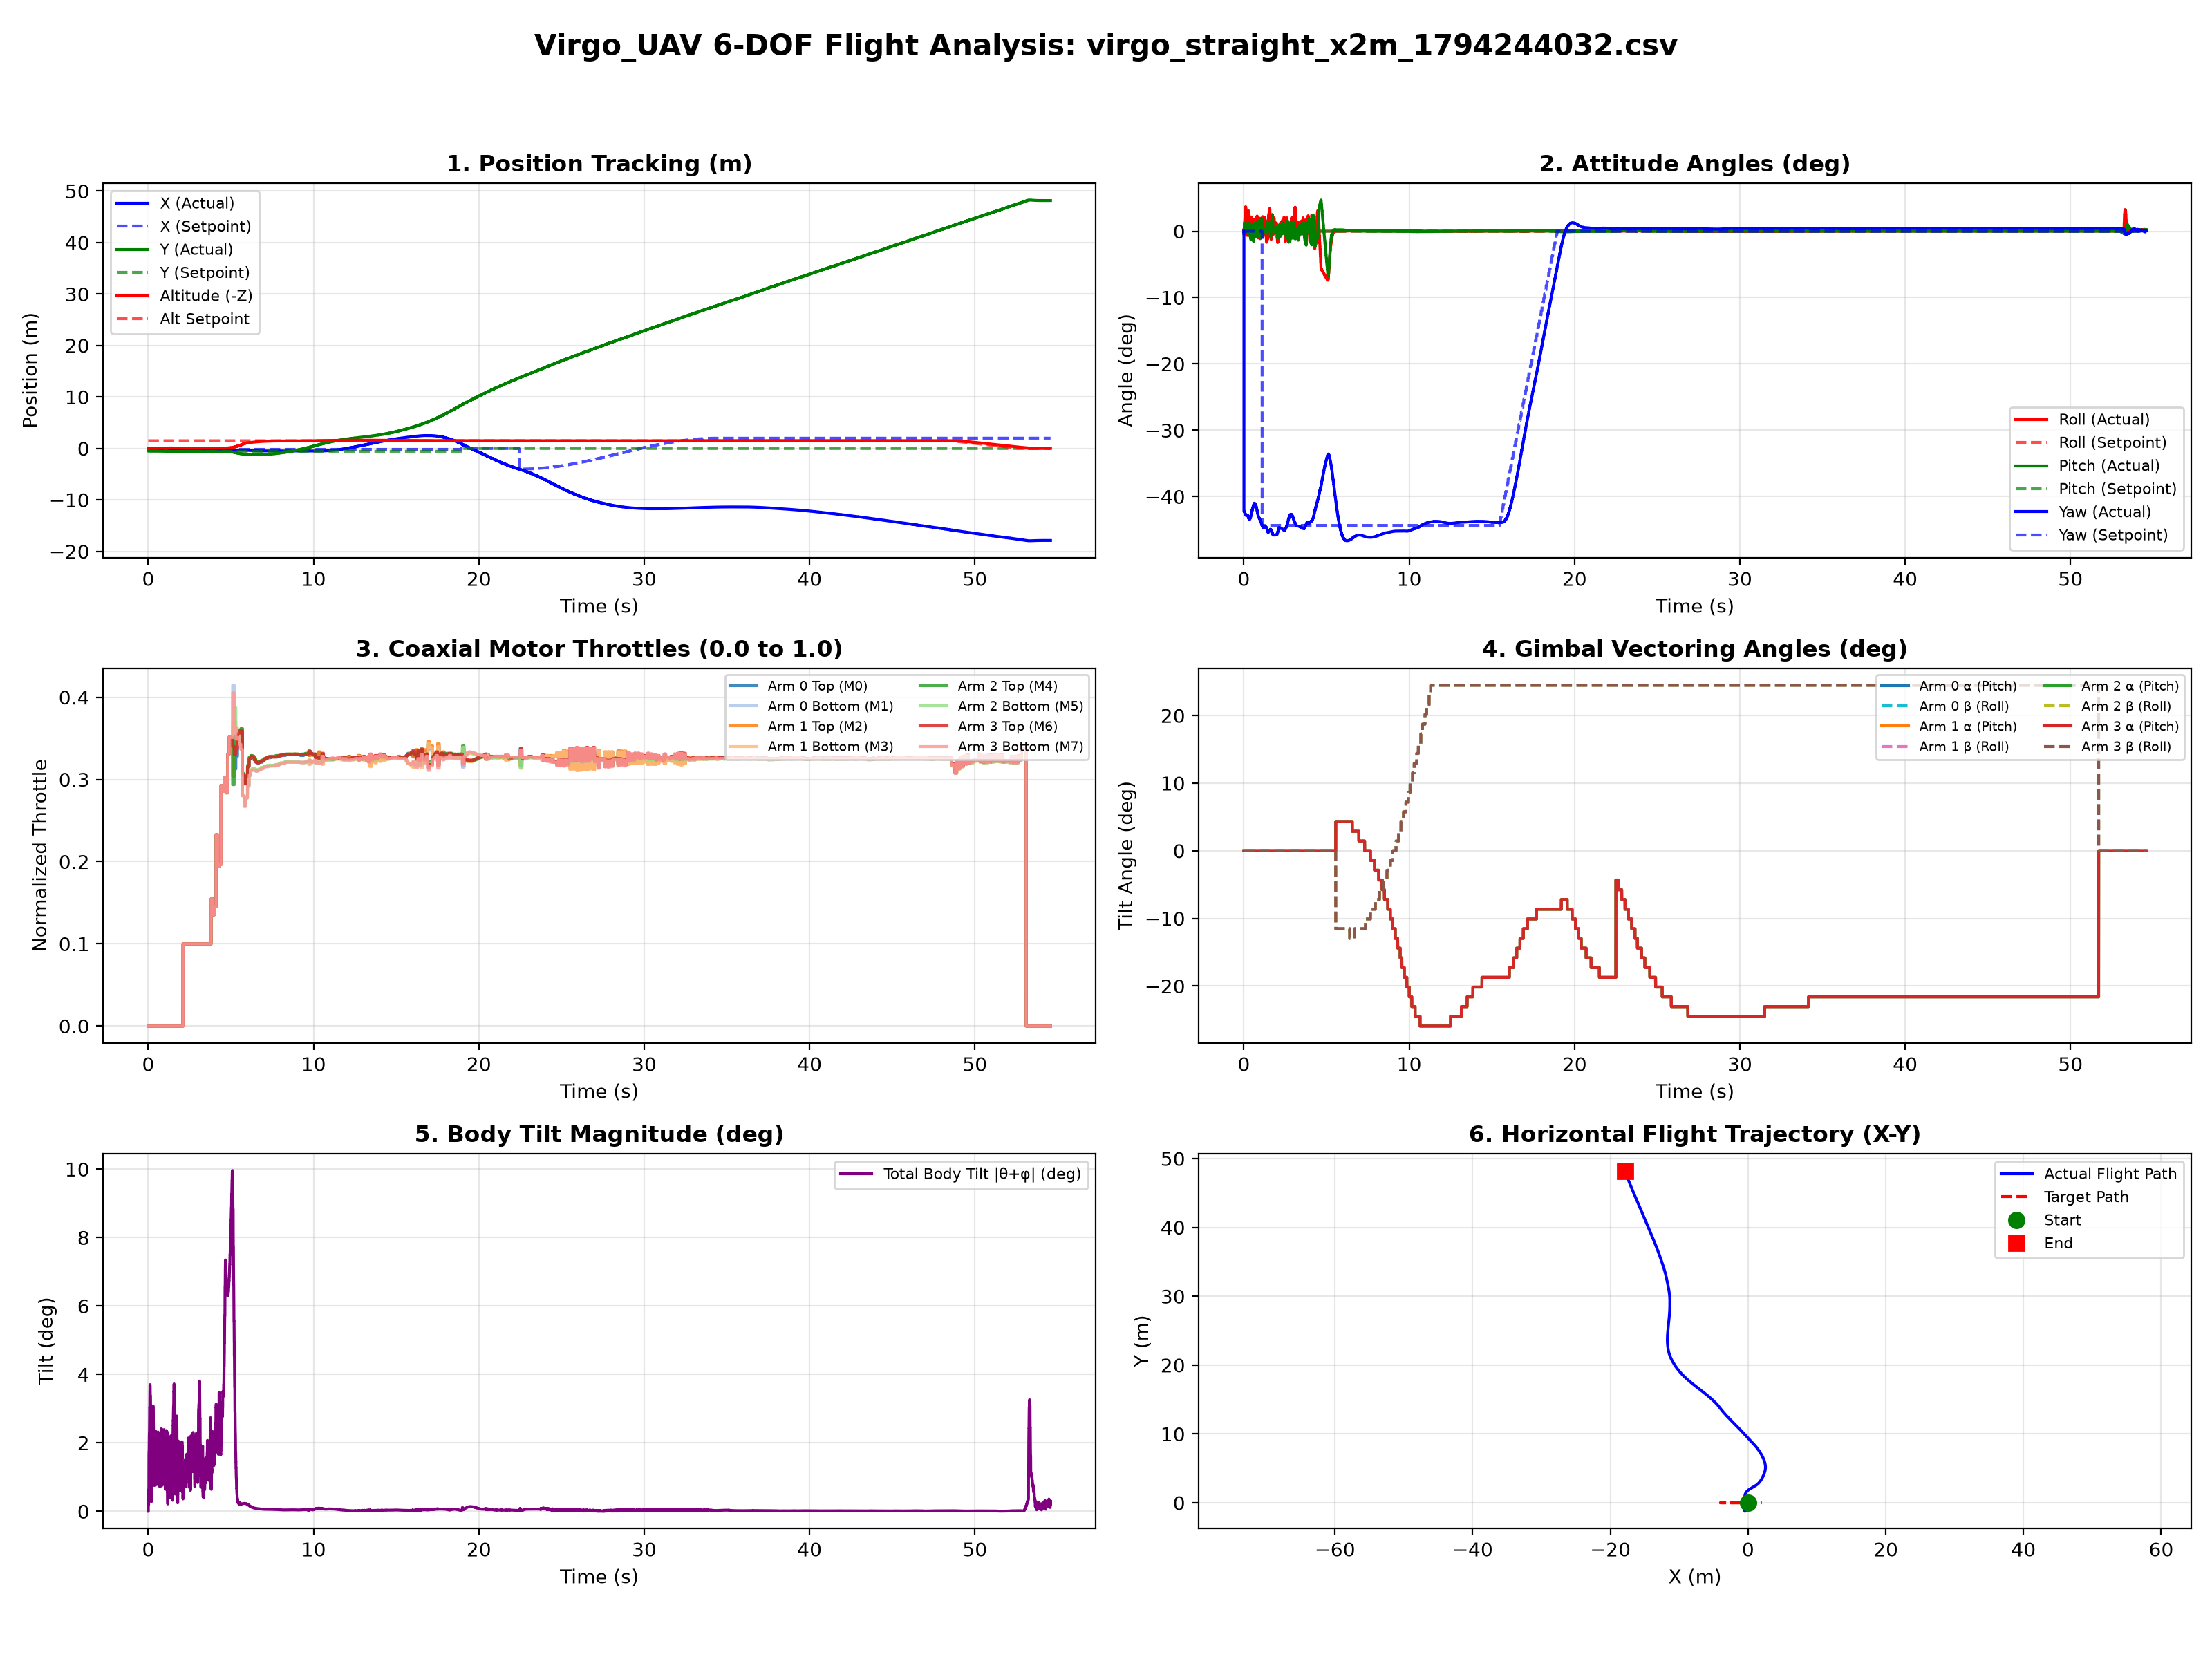 Virgo_UAV 6-DOF Flight Analysis: virgo_straight_x2m_1794244032.csv
1. Position Tracking (m)
50
40
30
20
10
0
−10
−20
Position (m)
X (Actual)
X (Setpoint)
Y (Actual)
Y (Setpoint)
Altitude (-Z)
Alt Setpoint
0 10 20 30 40 50
Time (s)
2. Attitude Angles (deg)
0
−10
−20
−30
−40
Angle (deg)
Roll (Actual)
Roll (Setpoint)
Pitch (Actual)
Pitch (Setpoint)
Yaw (Actual)
Yaw (Setpoint)
0 10 20 30 40 50
Time (s)
3. Coaxial Motor Throttles (0.0 to 1.0)
0.4
0.3
0.2
0.1
0.0
Normalized Throttle
Arm 0 Top (M0)
Arm 0 Bottom (M1)
Arm 1 Top (M2)
Arm 1 Bottom (M3)
Arm 2 Top (M4)
Arm 2 Bottom (M5)
Arm 3 Top (M6)
Arm 3 Bottom (M7)
0 10 20 30 40 50
Time (s)
4. Gimbal Vectoring Angles (deg)
20
10
0
−10
−20
Tilt Angle (deg)
Arm 0 α (Pitch)
Arm 0 β (Roll)
Arm 1 α (Pitch)
Arm 1 β (Roll)
Arm 2 α (Pitch)
Arm 2 β (Roll)
Arm 3 α (Pitch)
Arm 3 β (Roll)
0 10 20 30 40 50
Time (s)
5. Body Tilt Magnitude (deg)
10
8
6
4
2
0
Tilt (deg)
Total Body Tilt |θ+φ| (deg)
0 10 20 30 40 50
Time (s)
6. Horizontal Flight Trajectory (X-Y)
50
40
30
20
10
0
Y (m)
Actual Flight Path
Target Path
Start
End
−60 −40 −20 0 20 40 60
X (m)